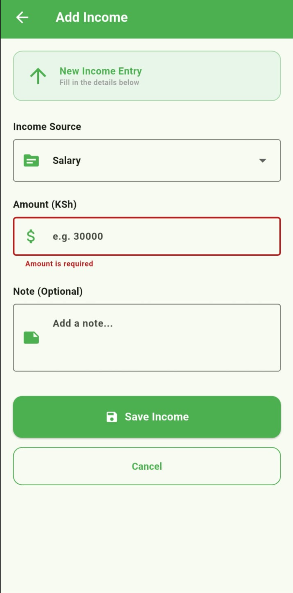 Add Income
New Income Entry
Fill in the details below
Income Source
Salary
Amount (KSh)
$ e.g. 30000
Amount is required
Note (Optional)
Add a note...
Save Income
Cancel